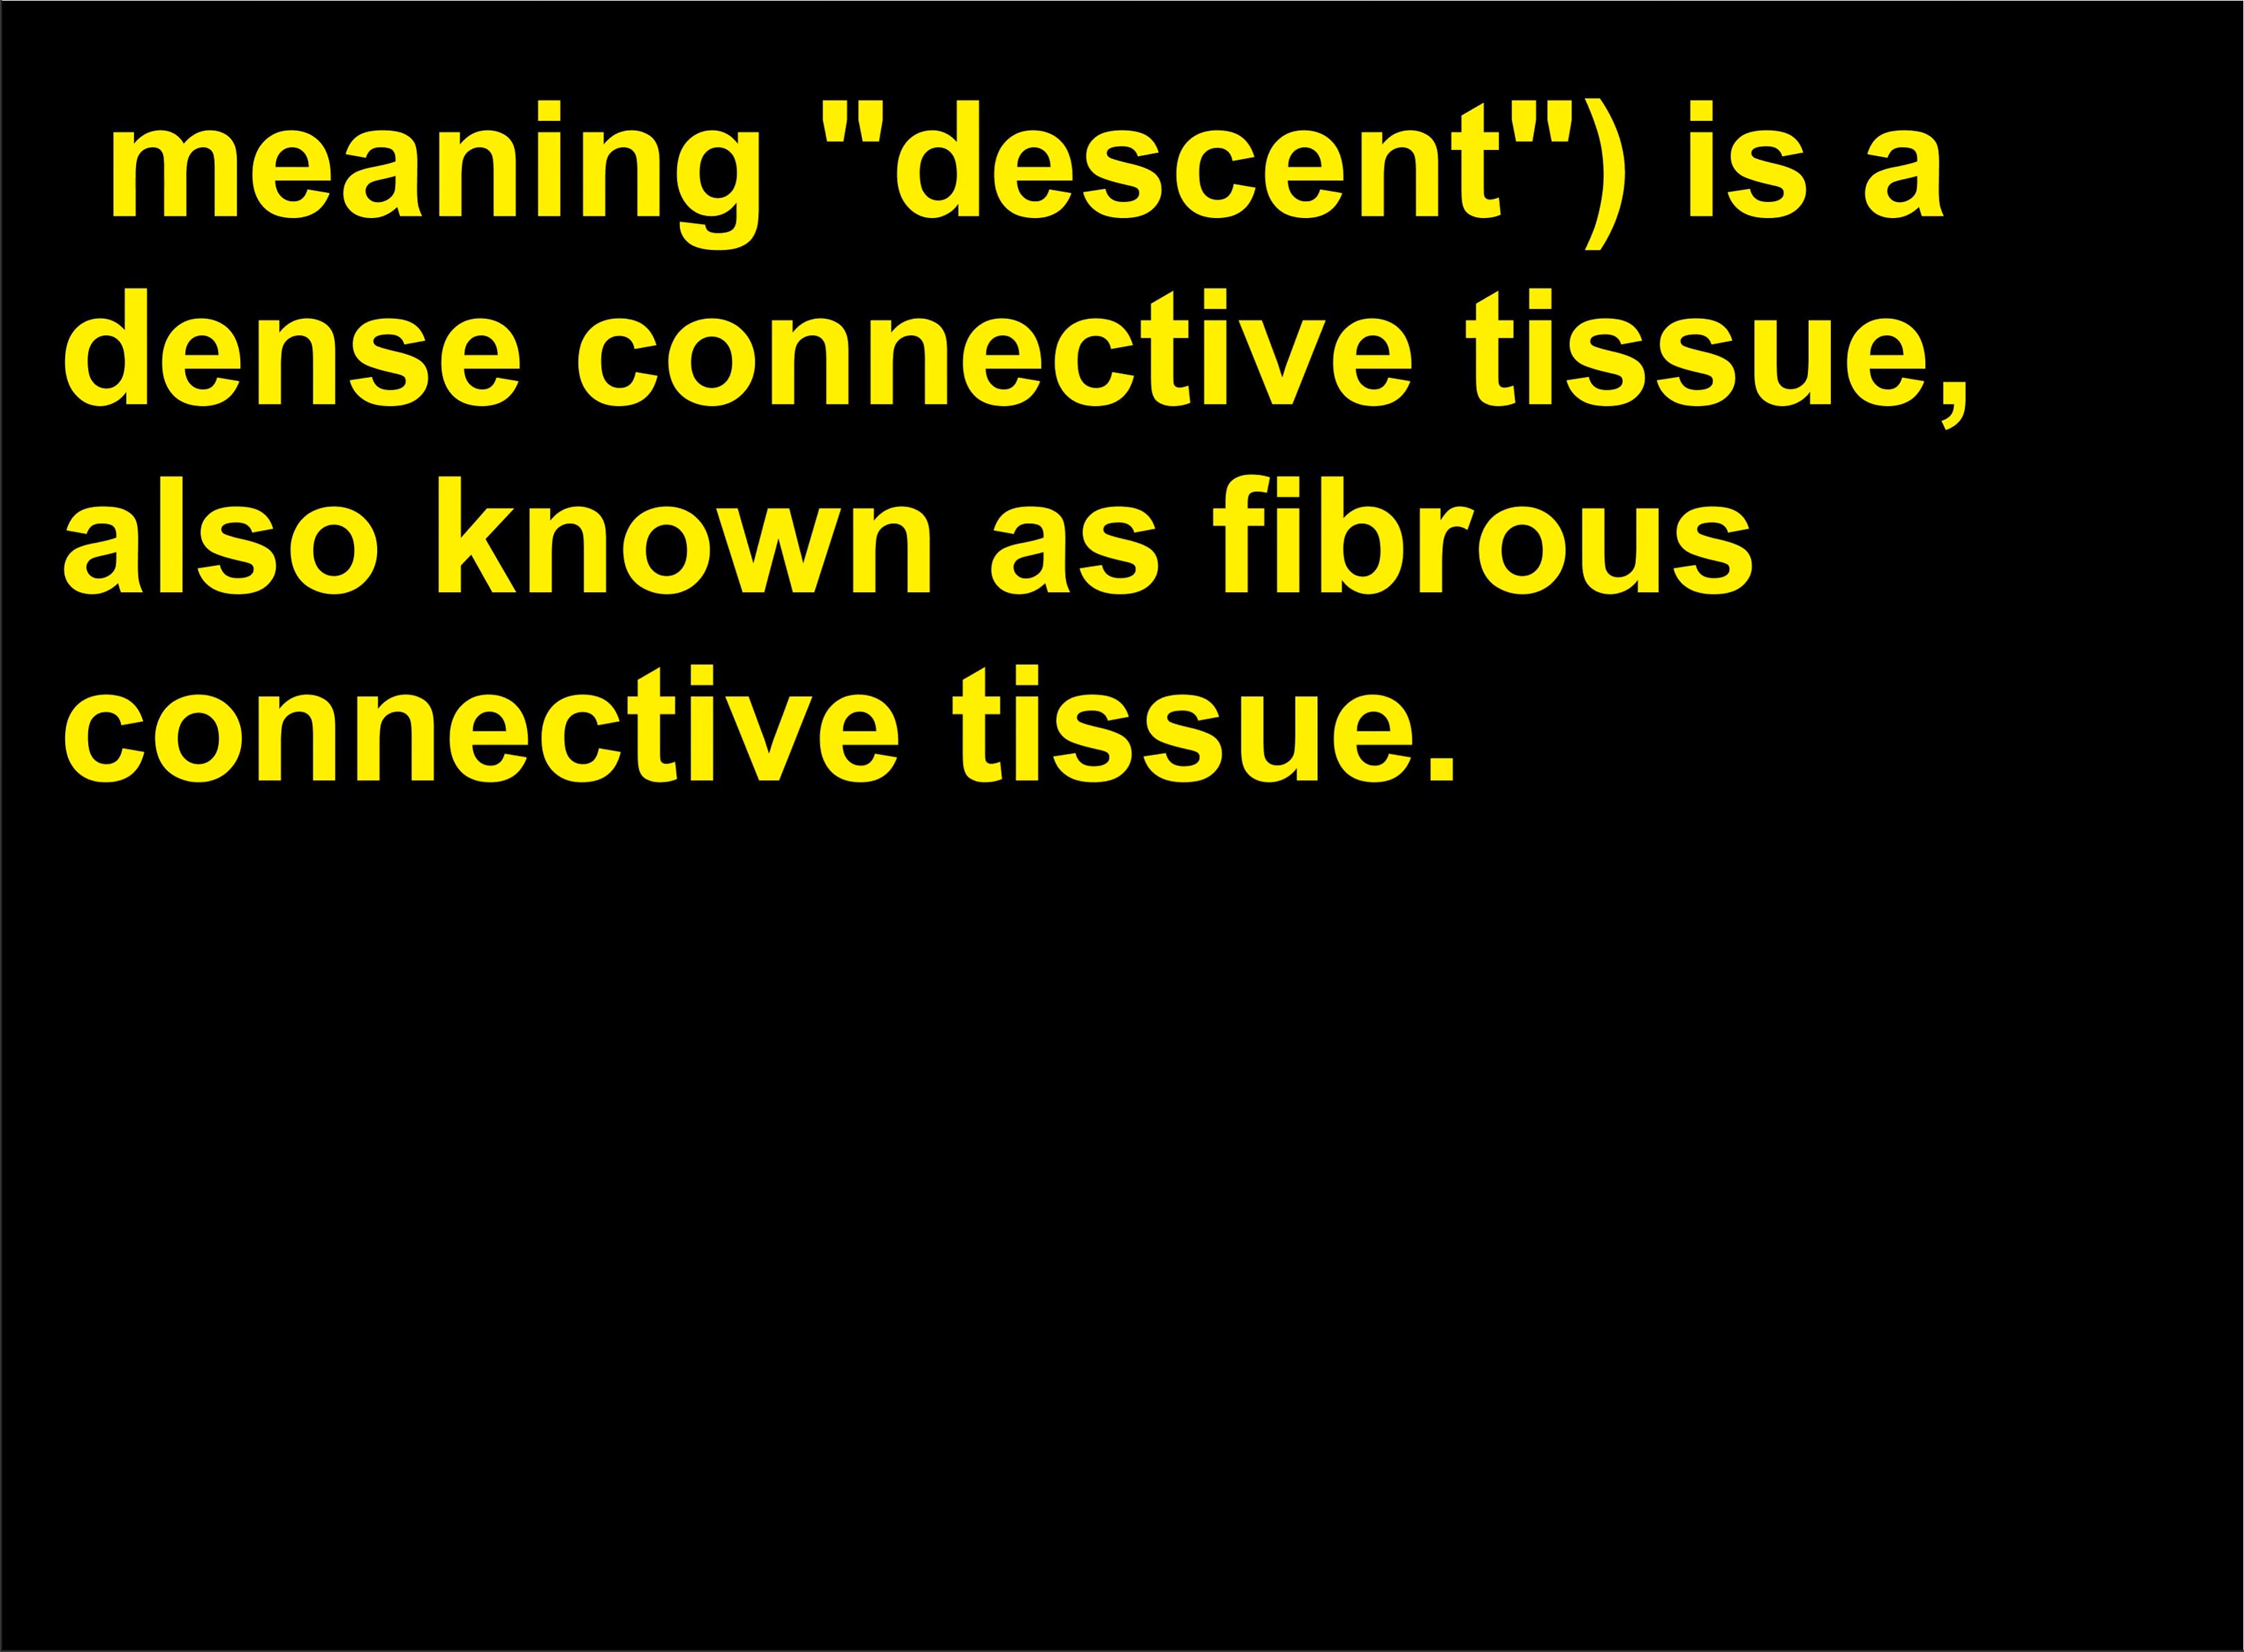 meaning "descent") is a
dense connective tissue,
also known as fibrous
connective tissue.